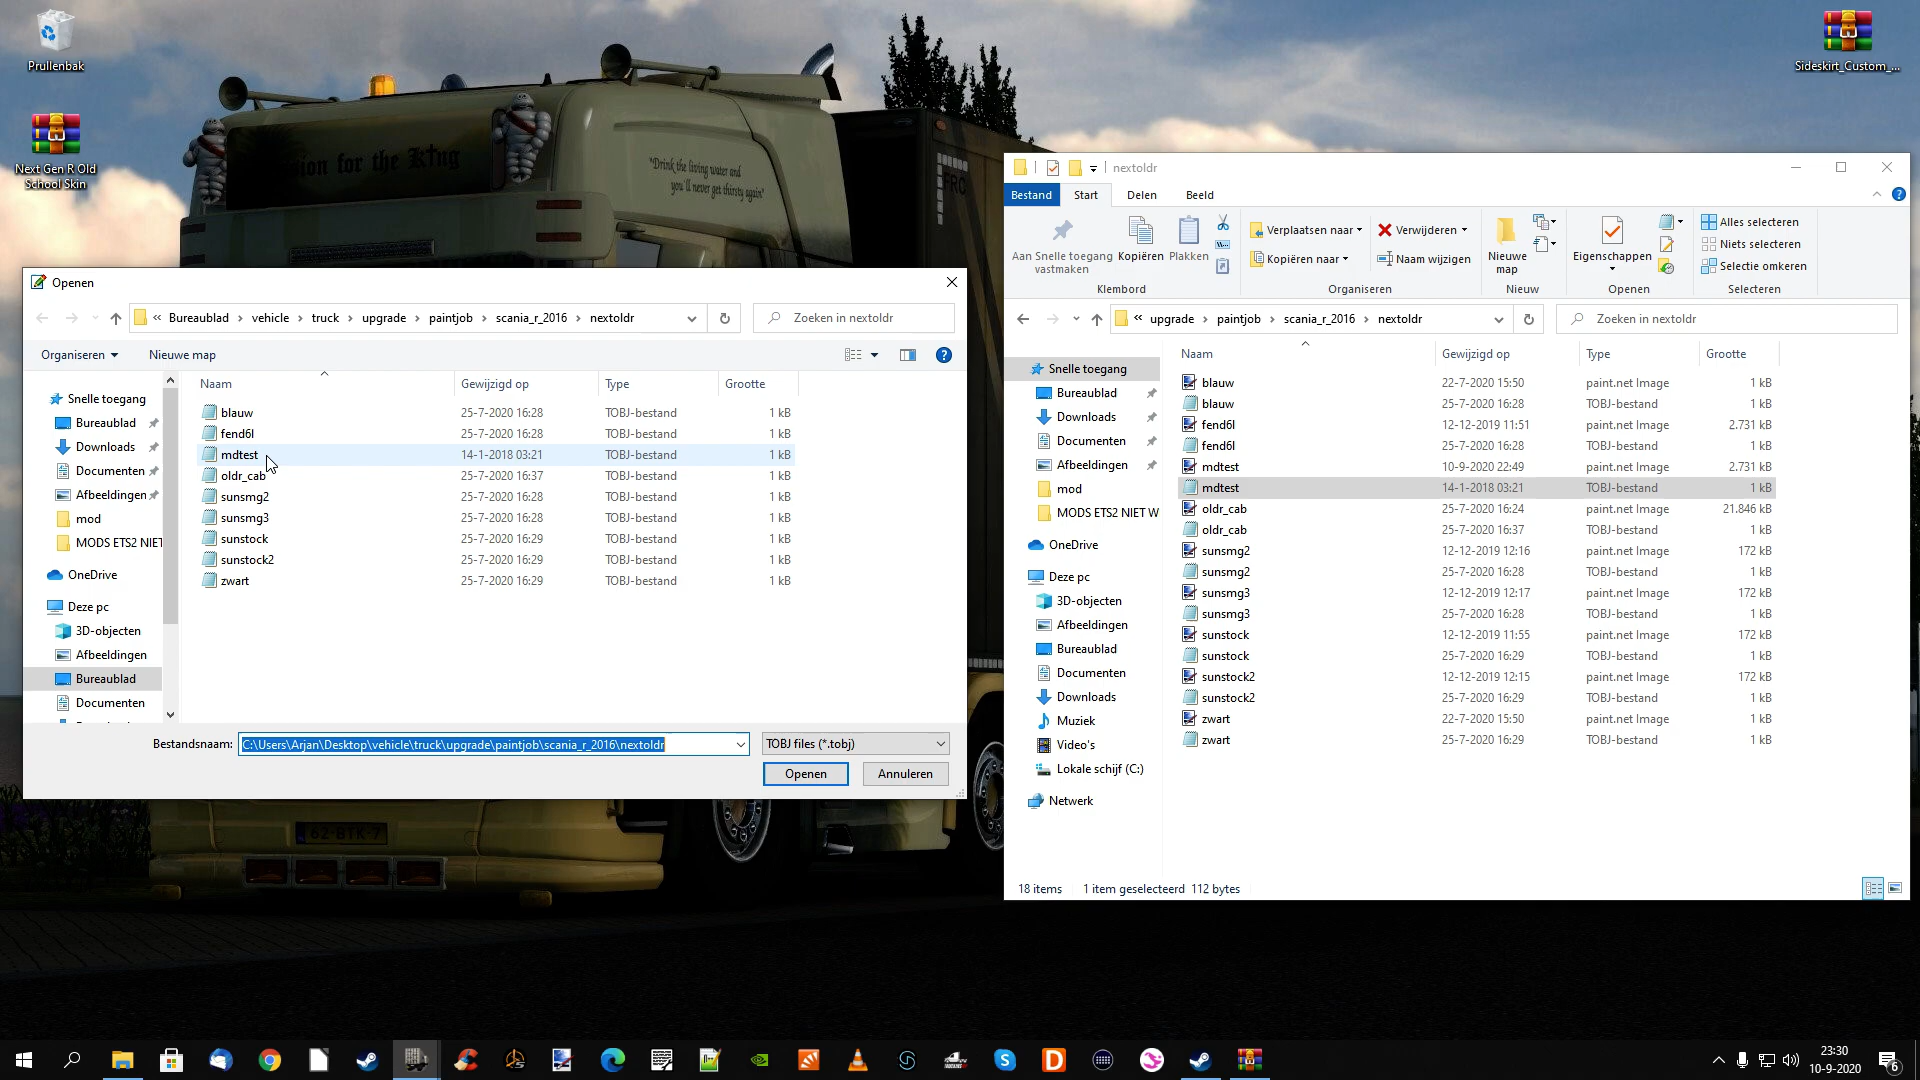 Prullenbak
Next Gen R Old
School Skin
Sideskirt_Custom_...
"Drink the living water and
you'll never get thirsty again"
FRC
62-BTK-7
Openen
« Bureaublad › vehicle › truck › upgrade › paintjob › scania_r_2016 › nextoldr
Zoeken in nextoldr
Organiseren
Nieuwe map
Snelle toegang
Bureaublad
Downloads
Documenten
Afbeeldingen
mod
MODS ETS2 NIET
OneDrive
Deze pc
3D-objecten
Afbeeldingen
Bureaublad
Documenten
Naam Gewijzigd op Type Grootte
blauw 25-7-2020 16:28 TOBJ-bestand 1 kB
fend6l 25-7-2020 16:28 TOBJ-bestand 1 kB
mdtest 14-1-2018 03:21 TOBJ-bestand 1 kB
oldr_cab 25-7-2020 16:37 TOBJ-bestand 1 kB
sunsmg2 25-7-2020 16:28 TOBJ-bestand 1 kB
sunsmg3 25-7-2020 16:28 TOBJ-bestand 1 kB
sunstock 25-7-2020 16:29 TOBJ-bestand 1 kB
sunstock2 25-7-2020 16:29 TOBJ-bestand 1 kB
zwart 25-7-2020 16:29 TOBJ-bestand 1 kB
Bestandsnaam: C:\Users\Arjan\Desktop\vehicle\truck\upgrade\paintjob\scania_r_2016\nextoldr
TOBJ files (*.tobj)
Openen
Annuleren
nextoldr
Bestand Start Delen Beeld
Aan Snelle toegang
vastmaken
Kopiëren
Plakken
Klembord
Verplaatsen naar
Kopiëren naar
Verwijderen
Naam wijzigen
Organiseren
Nieuwe
map
Nieuw
Eigenschappen
Openen
Alles selecteren
Niets selecteren
Selectie omkeren
Selecteren
« upgrade › paintjob › scania_r_2016 › nextoldr
Zoeken in nextoldr
Snelle toegang
Bureaublad
Downloads
Documenten
Afbeeldingen
mod
MODS ETS2 NIET W
OneDrive
Deze pc
3D-objecten
Afbeeldingen
Bureaublad
Documenten
Downloads
Muziek
Video's
Lokale schijf (C:)
Netwerk
Naam Gewijzigd op Type Grootte
blauw 22-7-2020 15:50 paint.net Image 1 kB
blauw 25-7-2020 16:28 TOBJ-bestand 1 kB
fend6l 12-12-2019 11:51 paint.net Image 2.731 kB
fend6l 25-7-2020 16:28 TOBJ-bestand 1 kB
mdtest 10-9-2020 22:49 paint.net Image 2.731 kB
mdtest 14-1-2018 03:21 TOBJ-bestand 1 kB
oldr_cab 25-7-2020 16:24 paint.net Image 21.846 kB
oldr_cab 25-7-2020 16:37 TOBJ-bestand 1 kB
sunsmg2 12-12-2019 12:16 paint.net Image 172 kB
sunsmg2 25-7-2020 16:28 TOBJ-bestand 1 kB
sunsmg3 12-12-2019 12:17 paint.net Image 172 kB
sunsmg3 25-7-2020 16:28 TOBJ-bestand 1 kB
sunstock 12-12-2019 11:55 paint.net Image 172 kB
sunstock 25-7-2020 16:29 TOBJ-bestand 1 kB
sunstock2 12-12-2019 12:15 paint.net Image 172 kB
sunstock2 25-7-2020 16:29 TOBJ-bestand 1 kB
zwart 22-7-2020 15:50 paint.net Image 1 kB
zwart 25-7-2020 16:29 TOBJ-bestand 1 kB
18 items 1 item geselecteerd 112 bytes
23:30
10-9-2020
6